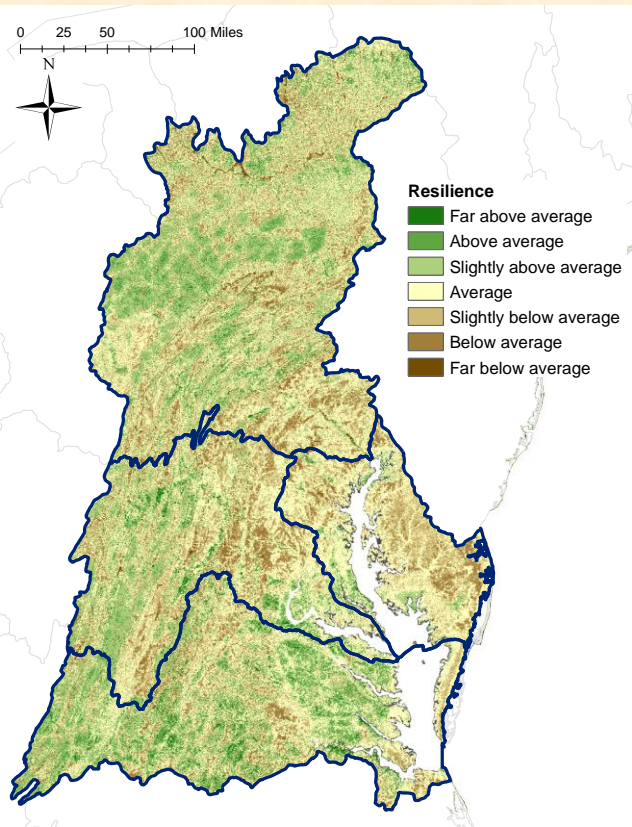 0 25 50 100 Miles
N
Resilience
Far above average
Above average
Slightly above average
Average
Slightly below average
Below average
Far below average